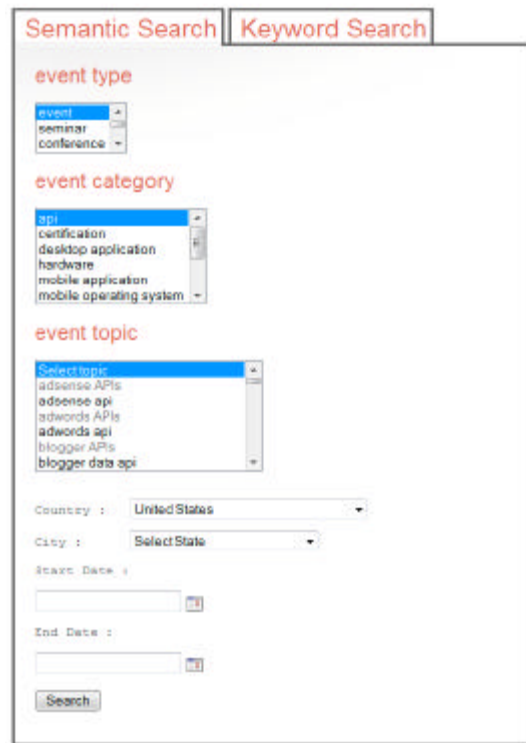 Semantic Search Keyword Search
event type
event
seminar
conference
event category
api
certification
desktop application
hardware
mobile application
mobile operating system
event topic
Select topic
adsense APIs
adsense api
adwords APIs
adwords api
blogger APIs
blogger data api
Country : United States
City : Select State
Start Date :
End Date :
Search